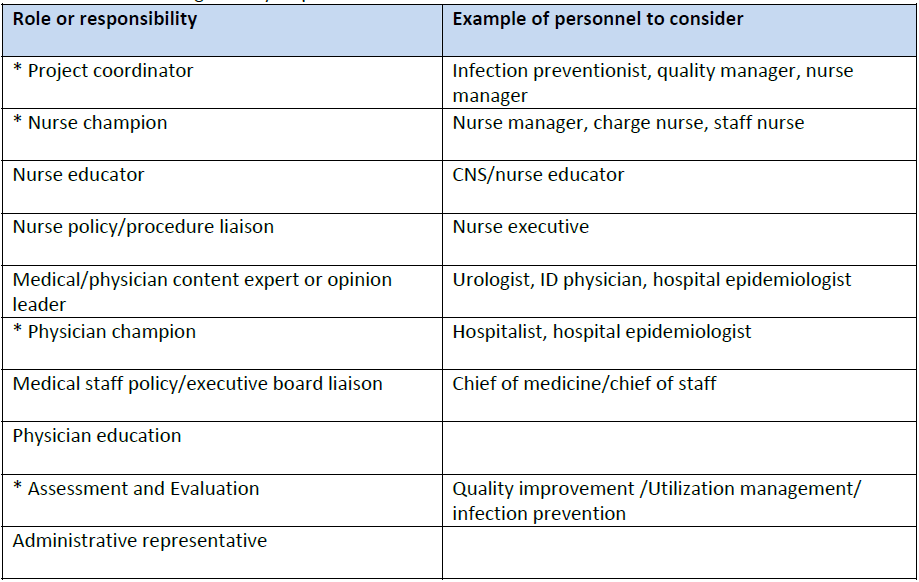 Role or responsibility
Example of personnel to consider
* Project coordinator
Infection preventionist, quality manager, nurse
manager
* Nurse champion
Nurse manager, charge nurse, staff nurse
Nurse educator
CNS/nurse educator
Nurse policy/procedure liaison
Nurse executive
Medical/physician content expert or opinion
leader
Urologist, ID physician, hospital epidemiologist
* Physician champion
Hospitalist, hospital epidemiologist
Medical staff policy/executive board liaison
Chief of medicine/chief of staff
Physician education
* Assessment and Evaluation
Quality improvement /Utilization management/
infection prevention
Administrative representative